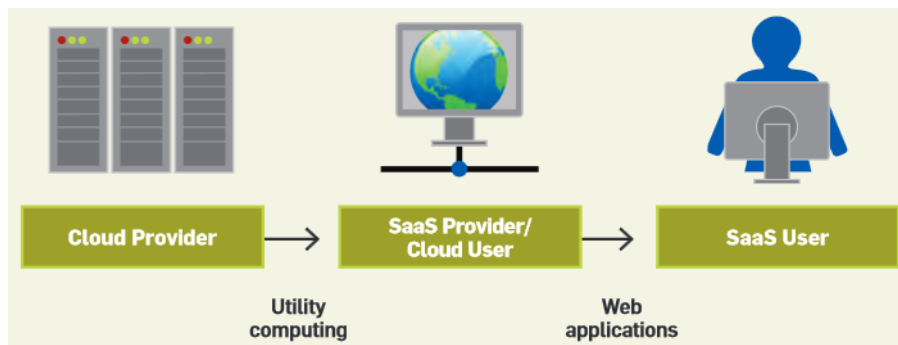 Cloud Provider
SaaS Provider/
Cloud User
SaaS User
Utility
computing
Web
applications